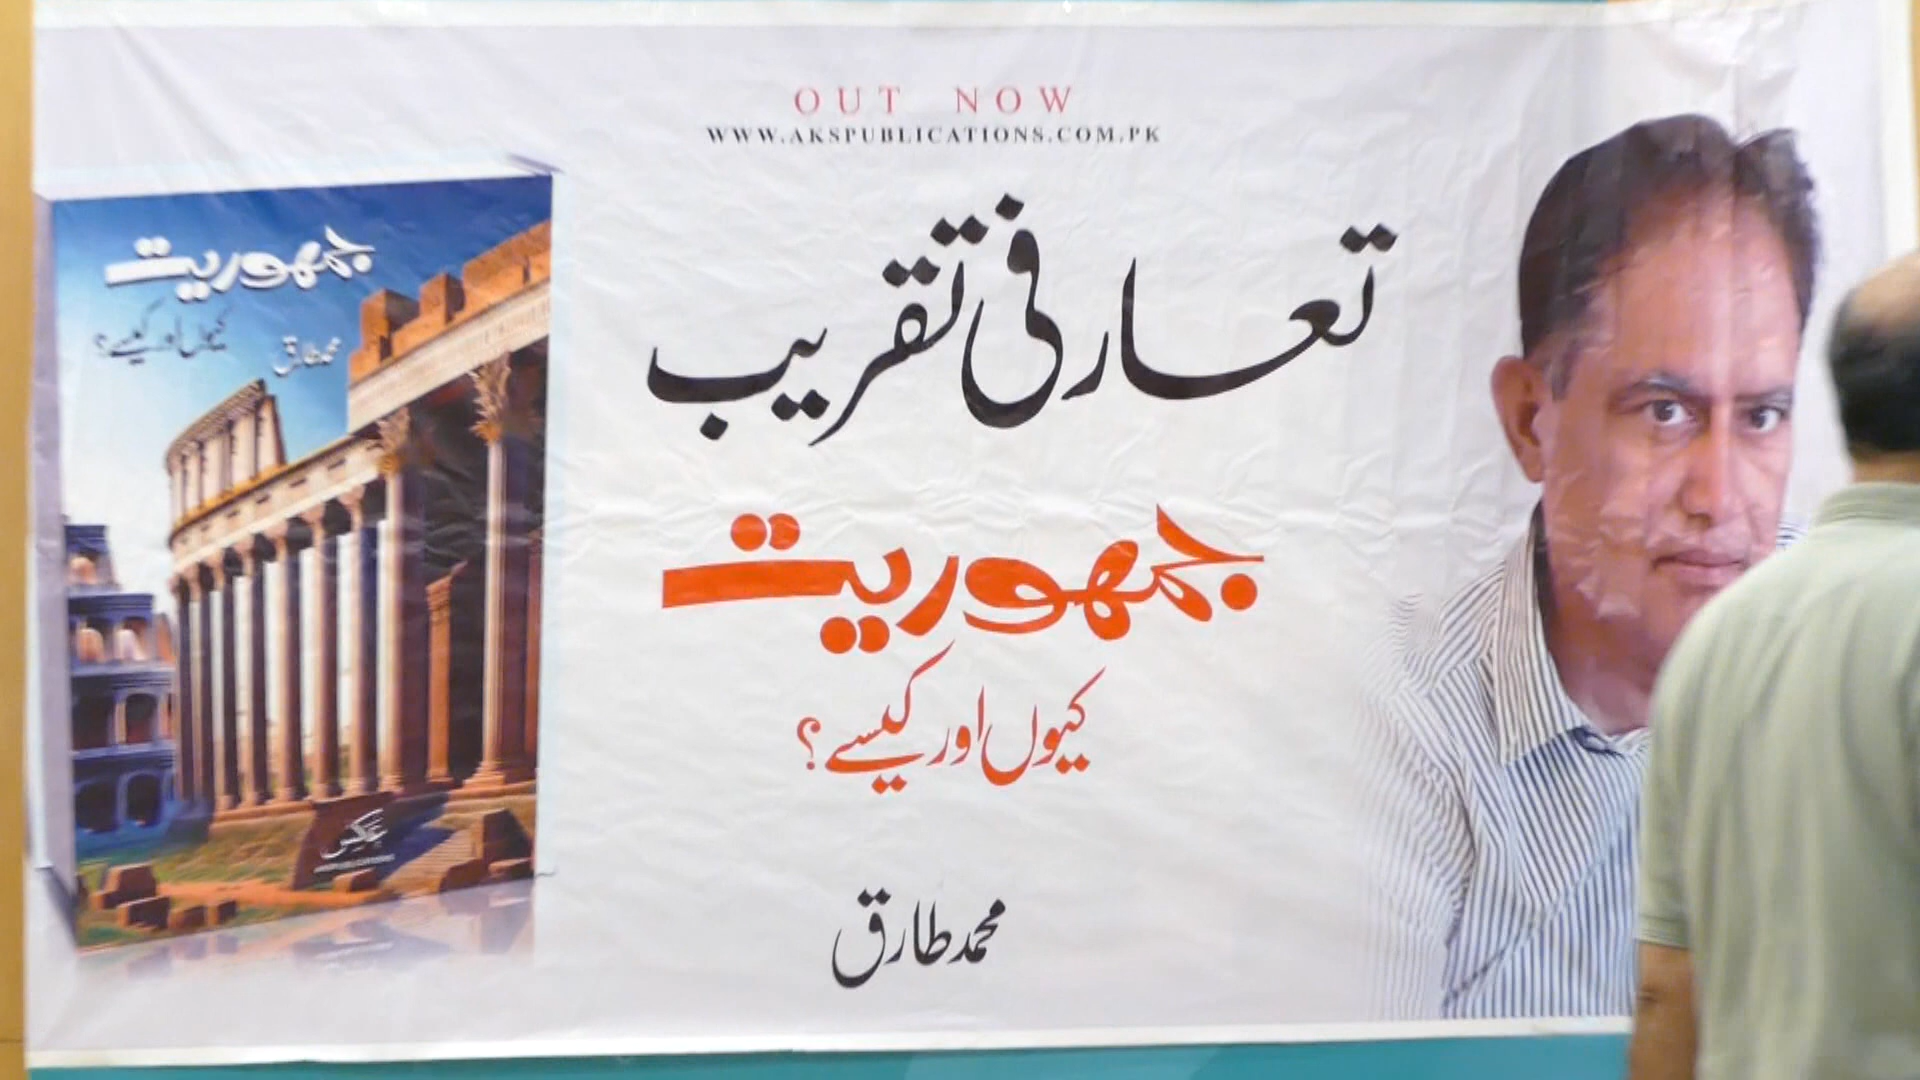 OUT NOW
WWW.AKSPUBLICATIONS.COM.PK
تعارفی تقریب
جمہوریت
کیوں اور کیسے؟
محمد طارق
جمہوریت
کیوں اور کیسے؟
محمد طارق
عکس